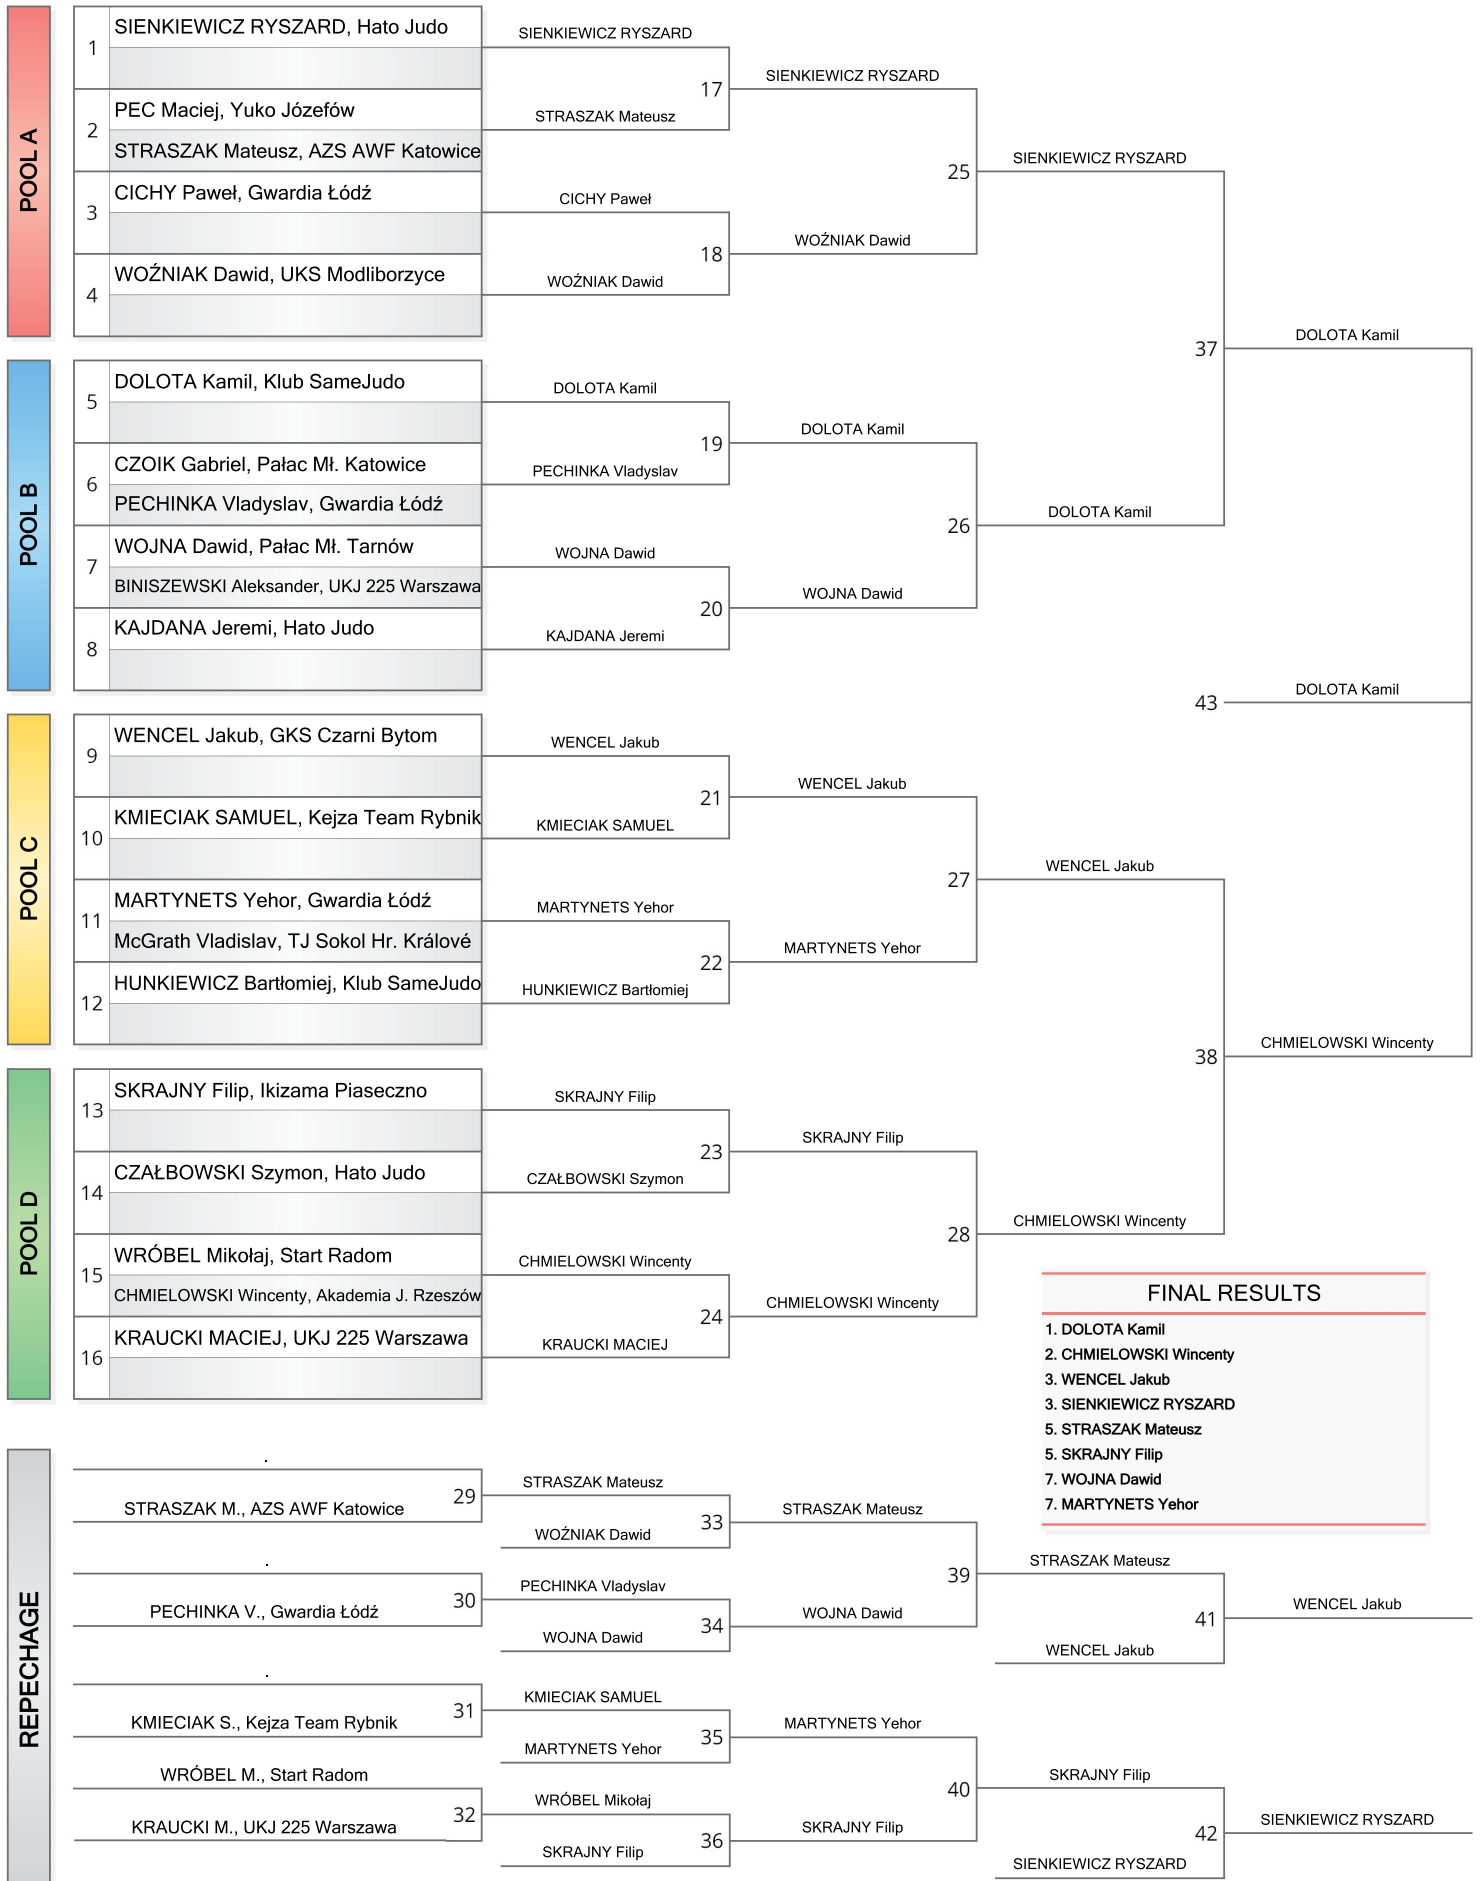 POOL A
1
SIENKIEWICZ RYSZARD, Hato Judo
2
PEC Maciej, Yuko Józefów
STRASZAK Mateusz, AZS AWF Katowice
3
CICHY Paweł, Gwardia Łódź
4
WOŹNIAK Dawid, UKS Modliborzyce
SIENKIEWICZ RYSZARD
17
STRASZAK Mateusz
CICHY Paweł
18
WOŹNIAK Dawid
SIENKIEWICZ RYSZARD
25
WOŹNIAK Dawid
SIENKIEWICZ RYSZARD
POOL B
5
DOLOTA Kamil, Klub SameJudo
6
CZOIK Gabriel, Pałac Mł. Katowice
PECHINKA Vladyslav, Gwardia Łódź
7
WOJNA Dawid, Pałac Mł. Tarnów
BINISZEWSKI Aleksander, UKJ 225 Warszawa
8
KAJDANA Jeremi, Hato Judo
DOLOTA Kamil
19
PECHINKA Vladyslav
WOJNA Dawid
20
KAJDANA Jeremi
DOLOTA Kamil
26
WOJNA Dawid
DOLOTA Kamil
37
DOLOTA Kamil
43
DOLOTA Kamil
POOL C
9
WENCEL Jakub, GKS Czarni Bytom
10
KMIECIAK SAMUEL, Kejza Team Rybnik
11
MARTYNETS Yehor, Gwardia Łódź
McGrath Vladislav, TJ Sokol Hr. Králové
12
HUNKIEWICZ Bartłomiej, Klub SameJudo
WENCEL Jakub
21
KMIECIAK SAMUEL
MARTYNETS Yehor
22
HUNKIEWICZ Bartłomiej
WENCEL Jakub
27
MARTYNETS Yehor
WENCEL Jakub
38
CHMIELOWSKI Wincenty
POOL D
13
SKRAJNY Filip, Ikizama Piaseczno
14
CZAŁBOWSKI Szymon, Hato Judo
15
WRÓBEL Mikołaj, Start Radom
CHMIELOWSKI Wincenty, Akademia J. Rzeszów
16
KRAUCKI MACIEJ, UKJ 225 Warszawa
SKRAJNY Filip
23
CZAŁBOWSKI Szymon
CHMIELOWSKI Wincenty
24
KRAUCKI MACIEJ
SKRAJNY Filip
28
CHMIELOWSKI Wincenty
CHMIELOWSKI Wincenty
FINAL RESULTS
1. DOLOTA Kamil
2. CHMIELOWSKI Wincenty
3. WENCEL Jakub
3. SIENKIEWICZ RYSZARD
5. STRASZAK Mateusz
5. SKRAJNY Filip
7. WOJNA Dawid
7. MARTYNETS Yehor
REPECHAGE
.
29
STRASZAK M., AZS AWF Katowice
.
30
PECHINKA V., Gwardia Łódź
.
31
KMIECIAK S., Kejza Team Rybnik
WRÓBEL M., Start Radom
32
KRAUCKI M., UKJ 225 Warszawa
STRASZAK Mateusz
33
WOŹNIAK Dawid
PECHINKA Vladyslav
34
WOJNA Dawid
KMIECIAK SAMUEL
35
MARTYNETS Yehor
WRÓBEL Mikołaj
36
SKRAJNY Filip
STRASZAK Mateusz
39
WOJNA Dawid
MARTYNETS Yehor
40
SKRAJNY Filip
STRASZAK Mateusz
41
WENCEL Jakub
WENCEL Jakub
SKRAJNY Filip
42
SIENKIEWICZ RYSZARD
SIENKIEWICZ RYSZARD